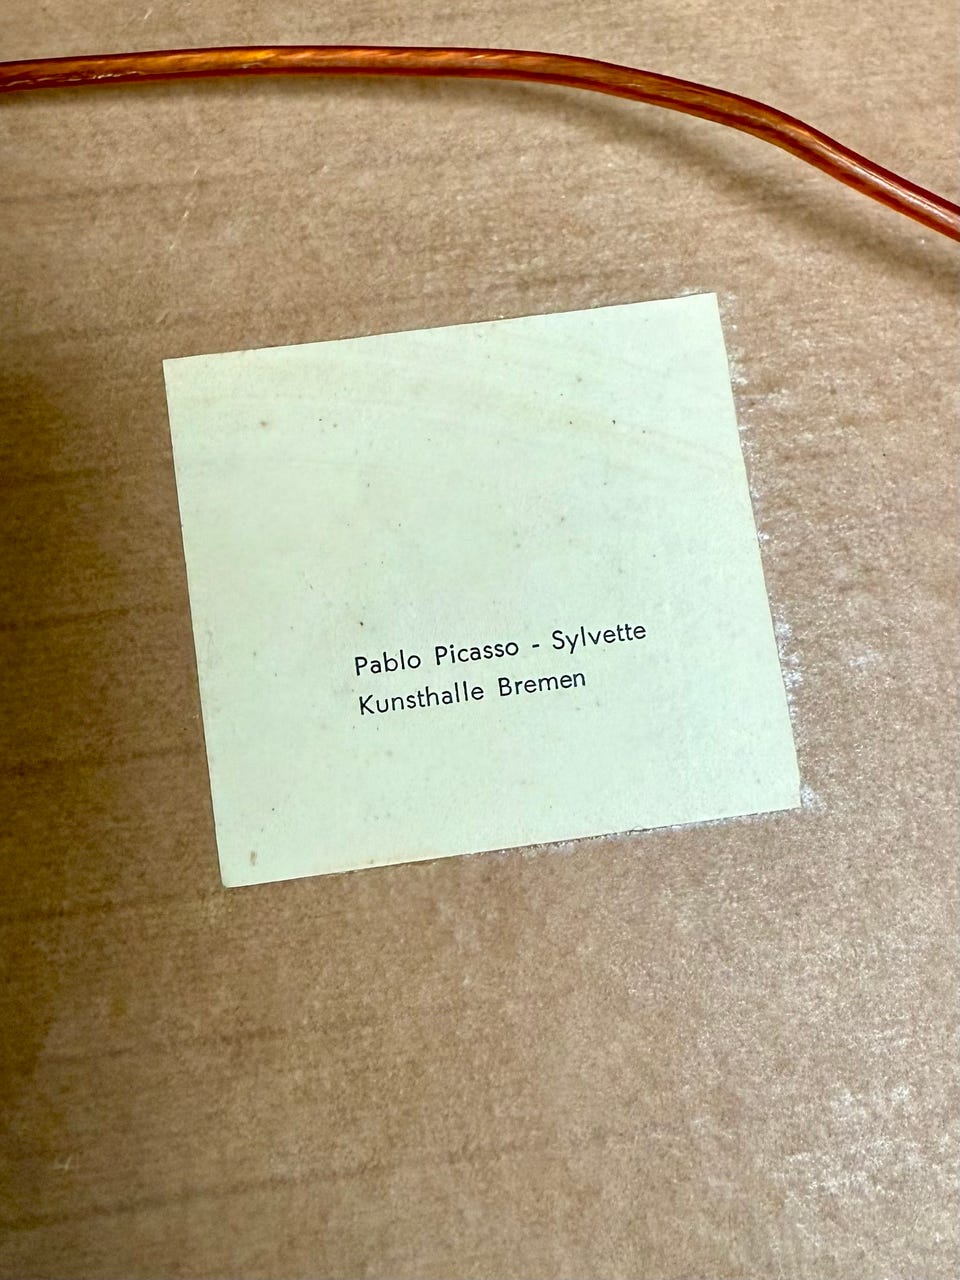 Pablo Picasso - Sylvette
Kunsthalle Bremen